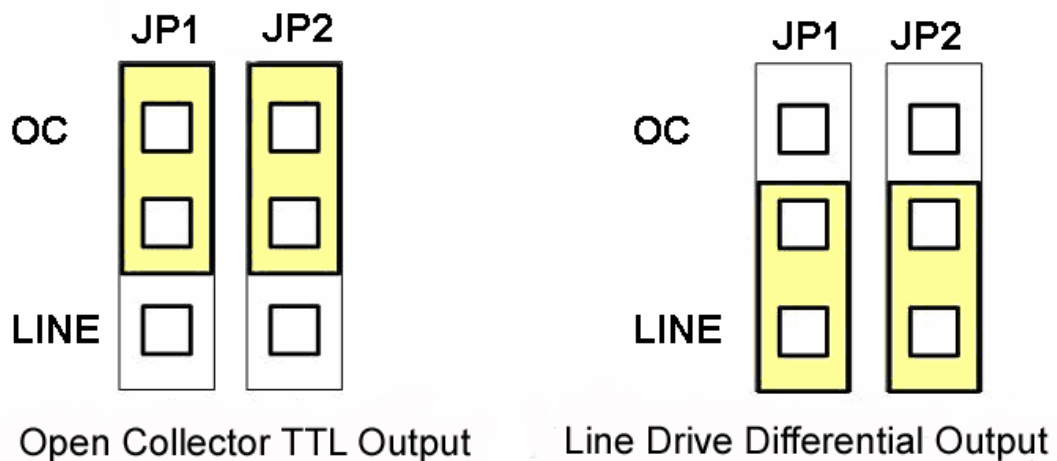 JP1 JP2
OC
LINE
Open Collector TTL Output
JP1 JP2
OC
LINE
Line Drive Differential Output